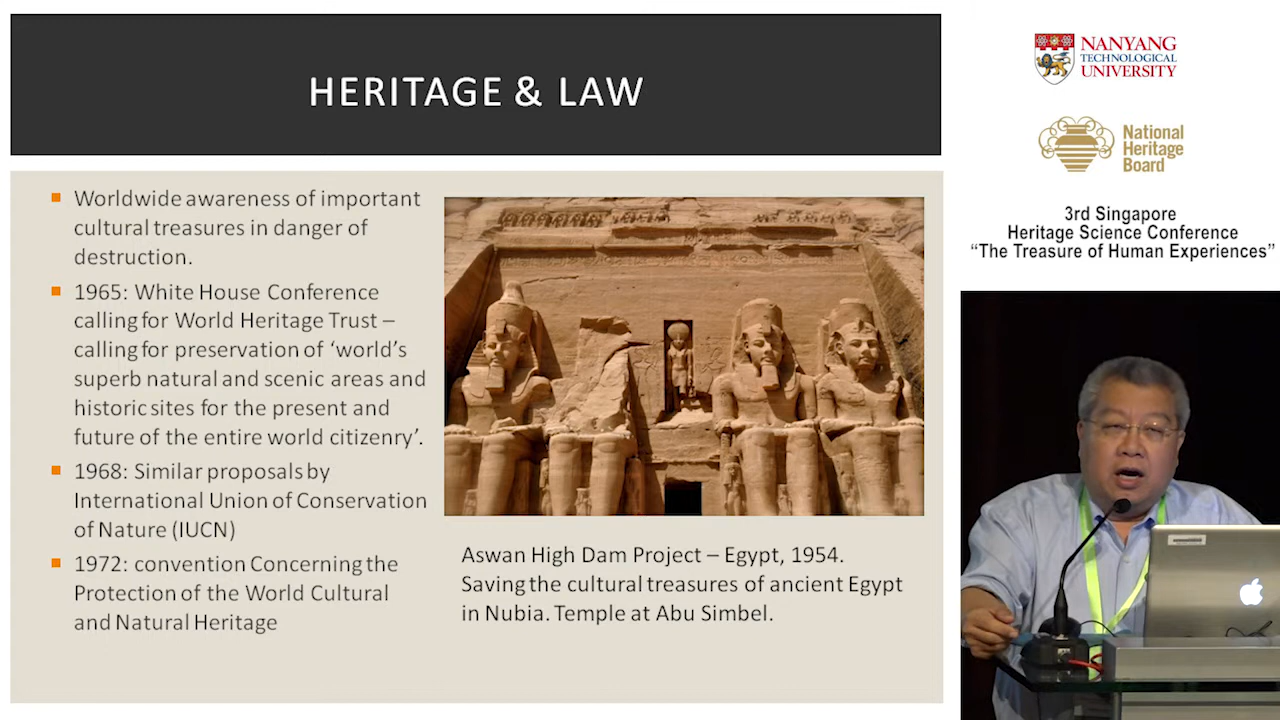 HERITAGE & LAW
Worldwide awareness of important
cultural treasures in danger of
destruction.
1965: White House Conference
calling for World Heritage Trust –
calling for preservation of ‘world’s
superb natural and scenic areas and
historic sites for the present and
future of the entire world citizenry’.
1968: Similar proposals by
International Union of Conservation
of Nature (IUCN)
1972: convention Concerning the
Protection of the World Cultural
and Natural Heritage
Aswan High Dam Project – Egypt, 1954.
Saving the cultural treasures of ancient Egypt
in Nubia. Temple at Abu Simbel.
NANYANG
TECHNOLOGICAL
UNIVERSITY
National
Heritage
Board
3rd Singapore
Heritage Science Conference
“The Treasure of Human Experiences”